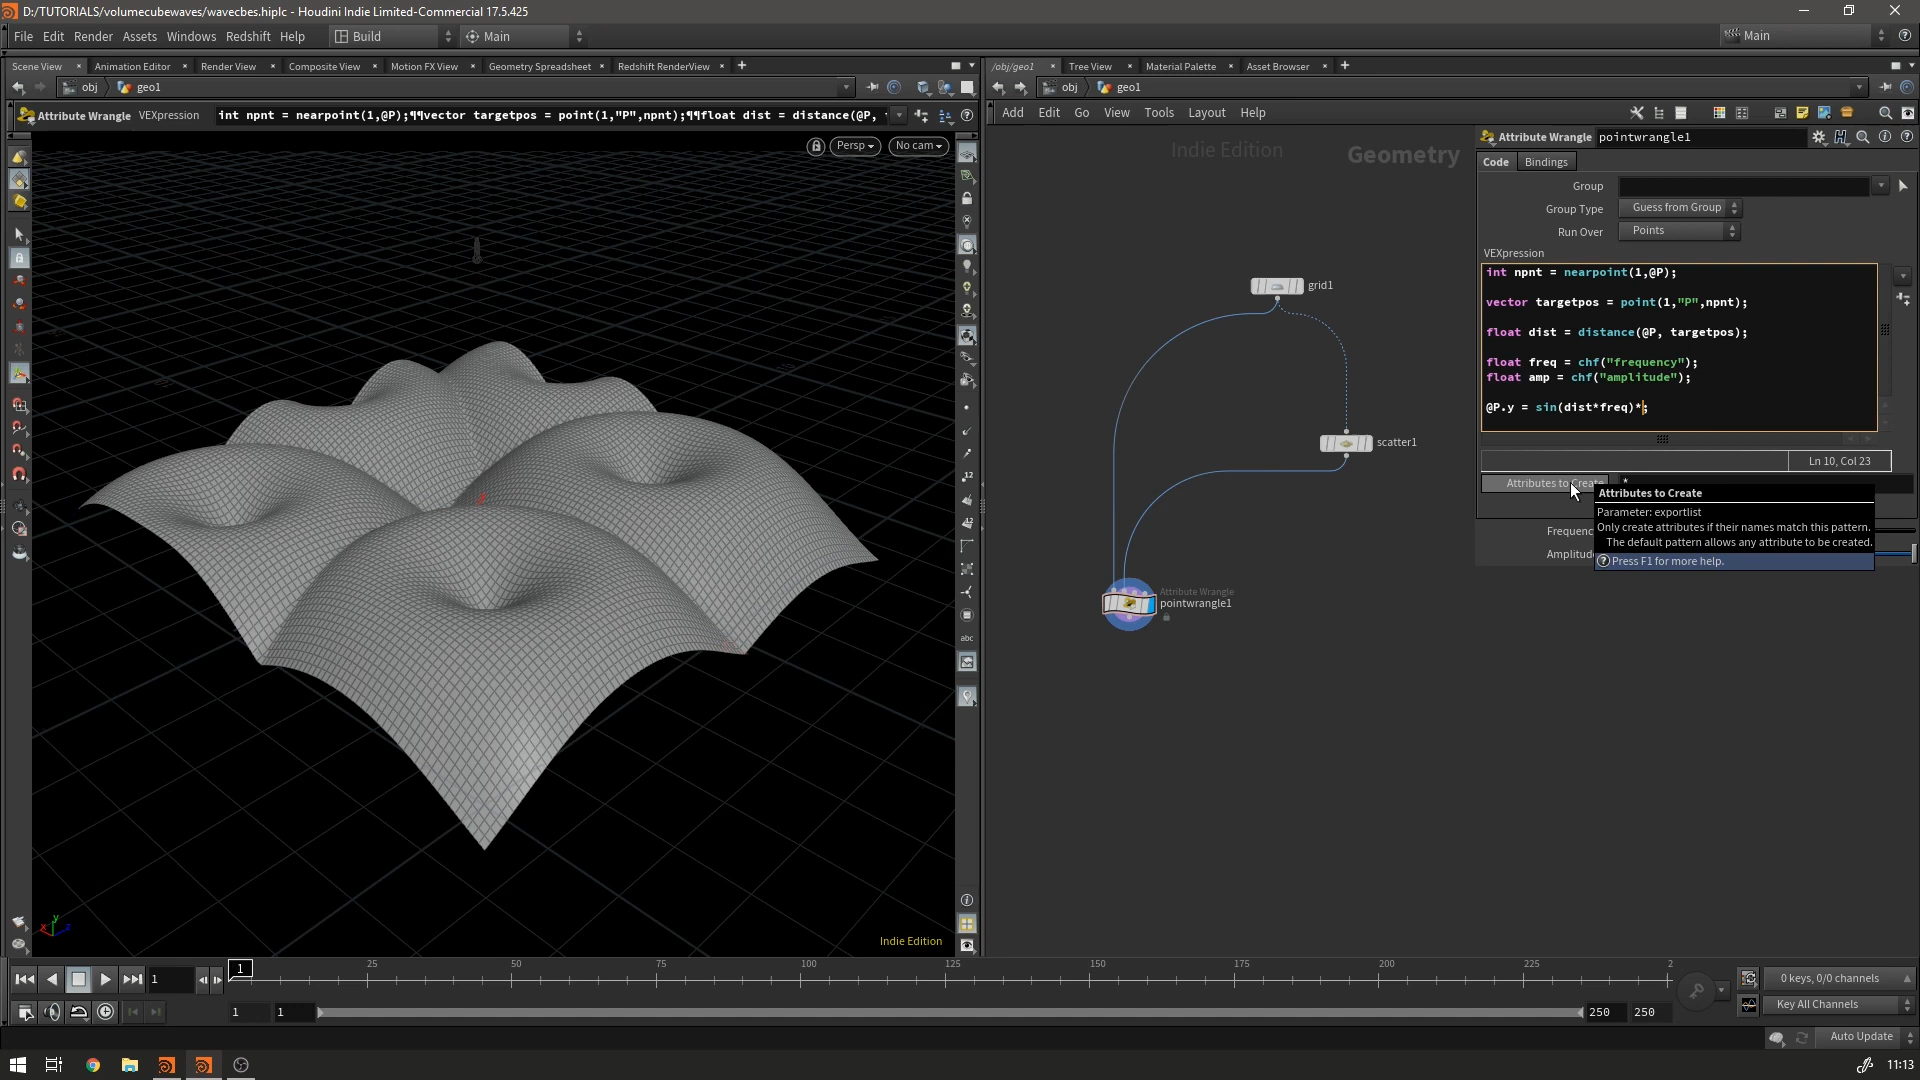 D:/TUTORIALS/volumecubewaves/wavecbes.hiplc - Houdini Indie Limited-Commercial 17.5.425
File Edit Render Assets Windows Redshift Help Build Main Main
Scene View Animation Editor Render View Composite View Motion FX View Geometry Spreadsheet Redshift RenderView
obj geo1
Attribute Wrangle VEXpression int npnt = nearpoint(1,@P);¶¶vector targetpos = point(1,"P",npnt);¶¶float dist = distance(@P,
Persp No cam
12
12
abc
Indie Edition
/obj/geo1 Tree View Material Palette Asset Browser
obj geo1
Add Edit Go View Tools Layout Help
Indie Edition Geometry
grid1
scatter1
Attribute Wrangle
pointwrangle1
Attribute Wrangle pointwrangle1
Code Bindings
Group
Group Type Guess from Group
Run Over Points
VEXpression
int npnt = nearpoint(1,@P);
vector targetpos = point(1,"P",npnt);
float dist = distance(@P, targetpos);
float freq = chf("frequency");
float amp = chf("amplitude");
@P.y = sin(dist*freq)*;
Ln 10, Col 23
Attributes to Create *
Attributes to Create
Parameter: exportlist
Only create attributes if their names match this pattern.
The default pattern allows any attribute to be created.
Press F1 for more help.
Frequenc
Amplitude
x y z
1 1 25 50 75 100 125 150 175 200 225 2
0 keys, 0/0 channels
1 1 250 250
Key All Channels
Auto Update
11:13